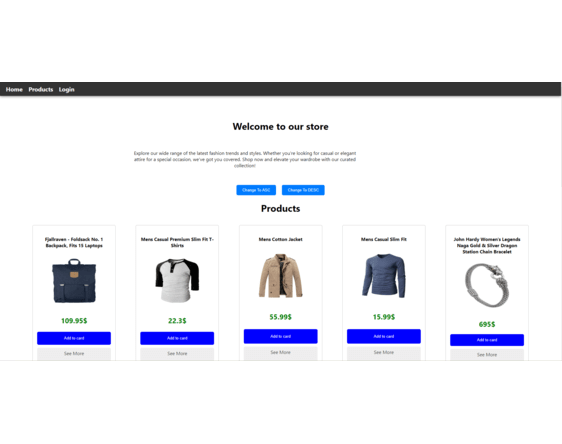 Home Products Login
Welcome to our store
Explore our wide range of the latest fashion trends and styles. Whether you're looking for casual or elegant
attire for a special occasion, we've got you covered. Shop now and elevate your wardrobe with our curated
collection!
Change To ASC Change To DESC
Products
Fjallraven - Foldsack No. 1
Backpack, Fits 15 Laptops
109.95$
Add to card
See More
Mens Casual Premium Slim Fit T-
Shirts
22.3$
Add to card
See More
Mens Cotton Jacket
55.99$
Add to card
See More
Mens Casual Slim Fit
15.99$
Add to card
See More
John Hardy Women's Legends
Naga Gold & Silver Dragon
Station Chain Bracelet
695$
Add to card
See More